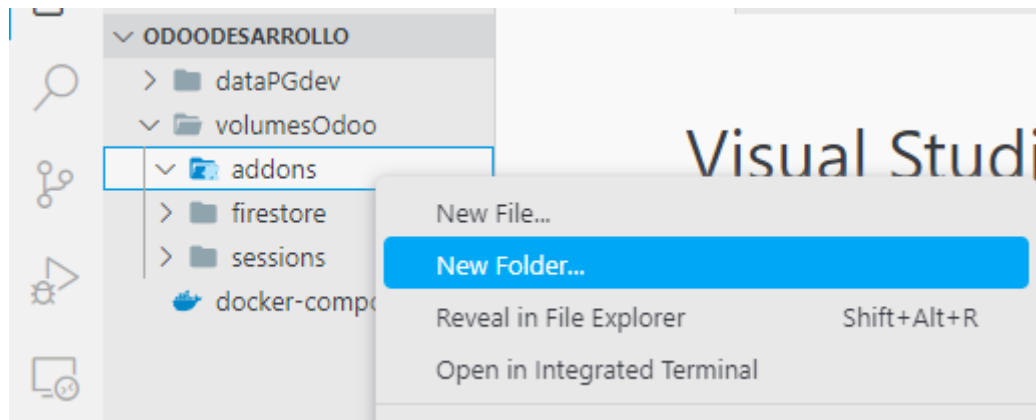 ODOODESARROLLO
dataPGdev
volumesOdoo
addons
firestore
sessions
docker-compo
Visual Studi
New File...
New Folder...
Reveal in File Explorer Shift+Alt+R
Open in Integrated Terminal